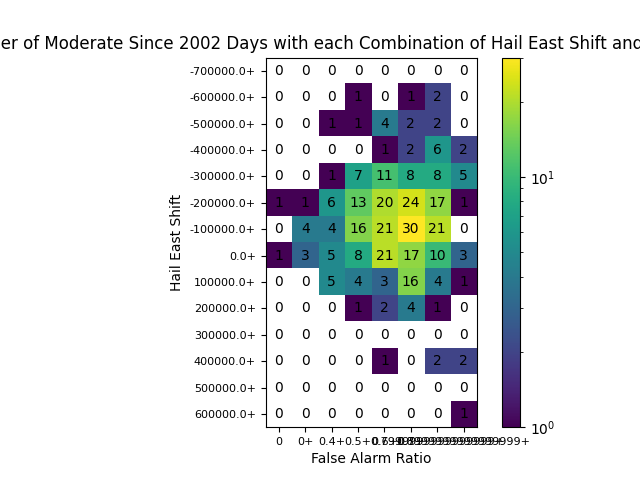 er of Moderate Since 2002 Days with each Combination of Hail East Shift and
-700000.0+ 0 0 0 0 0 0 0 0
-600000.0+ 0 0 0 1 0 1 2 0
-500000.0+ 0 0 1 1 4 2 2 0
-400000.0+ 0 0 0 0 1 2 6 2
-300000.0+ 0 0 1 7 11 8 8 5
-200000.0+ 1 1 6 13 20 24 17 1
-100000.0+ 0 4 4 16 21 30 21 0
0.0+ 1 3 5 8 21 17 10 3
100000.0+ 0 0 5 4 3 16 4 1
200000.0+ 0 0 0 1 2 4 1 0
300000.0+ 0 0 0 0 0 0 0 0
400000.0+ 0 0 0 0 1 0 2 2
500000.0+ 0 0 0 0 0 0 0 0
600000.0+ 0 0 0 0 0 0 0 1
0 0+ 0.4+ 0.5+
False Alarm Ratio
Hail East Shift
10¹
10⁰